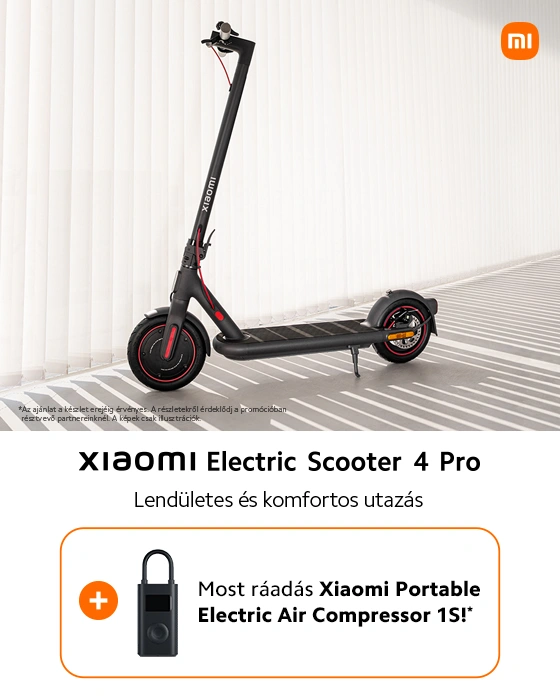 mi
xiaomi
*Az ajánlat a készlet erejéig érvényes. A részletekről érdeklődj a promócióban
résztvevő partnereinknél. A képek csak illusztrációk
xiaomi Electric Scooter 4 Pro
Lendületes és komfortos utazás
+
Most ráadás Xiaomi Portable
Electric Air Compressor 1S!*